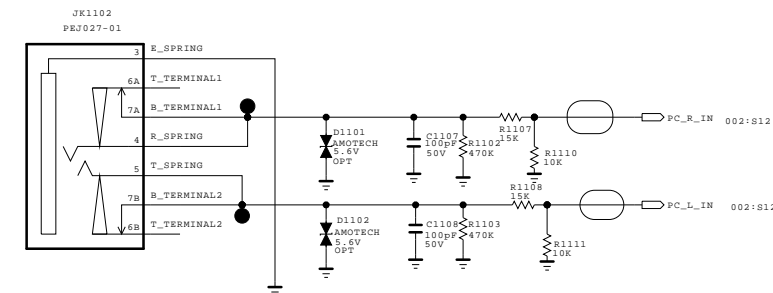 JK1102
PEJ027-01
3 E_SPRING
6A T_TERMINAL1
7A B_TERMINAL1
4 R_SPRING
5 T_SPRING
7B B_TERMINAL2
6B T_TERMINAL2
D1101
AMOTECH
5.6V
OPT
C1107
100pF
50V
R1102
470K
R1107
15K
R1110
10K
PC_R_IN 002:S12
D1102
AMOTECH
5.6V
OPT
C1108
100pF
50V
R1103
470K
R1108
15K
R1111
10K
PC_L_IN 002:S12